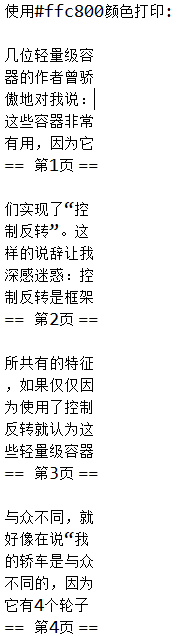 使用#ffc800颜色打印:
几位轻量级容
器的作者曾骄
傲地对我说：
这些容器非常
有用，因为它
== 第1页 ==
们实现了“控
制反转”。这
样的说辞让我
深感迷惑：控
制反转是框架
== 第2页 ==
所共有的特征
，如果仅仅因
为使用了控制
反转就认为这
些轻量级容器
== 第3页 ==
与众不同，就
好像在说“我
的轿车是与众
不同的，因为
它有4个轮子
== 第4页 ==